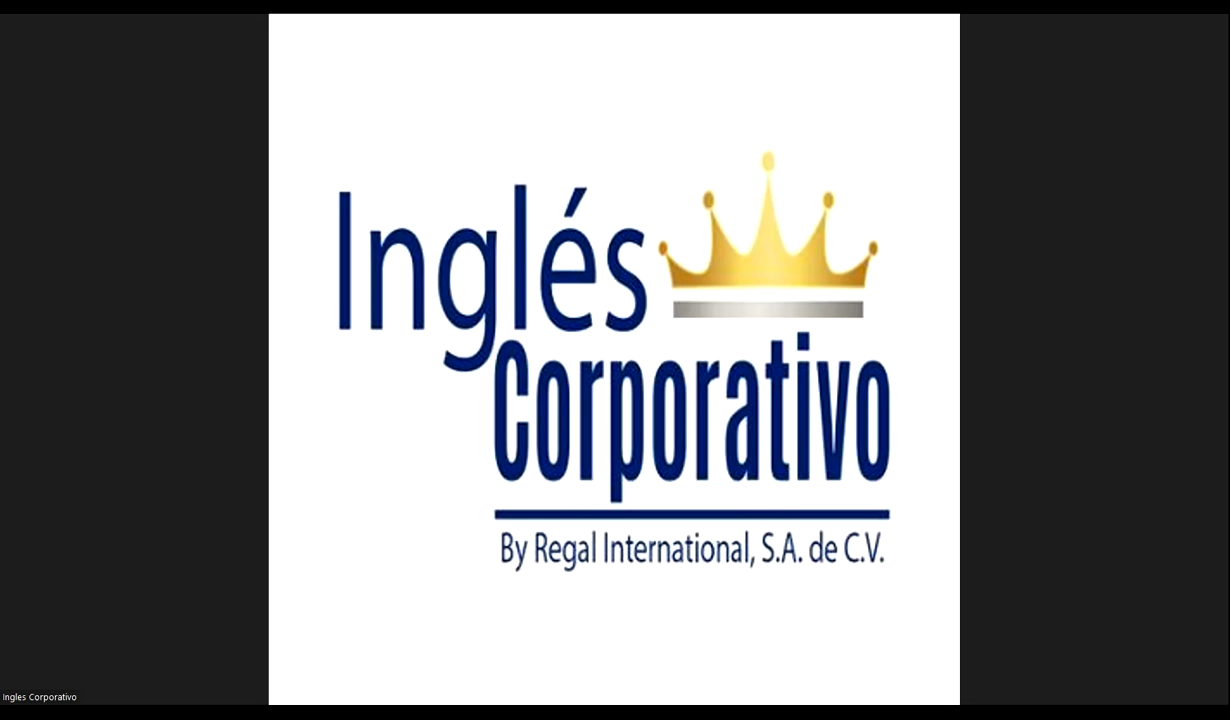 Inglés
Corporativo
By Regal International, S.A. de C.V.
Ingles Corporativo